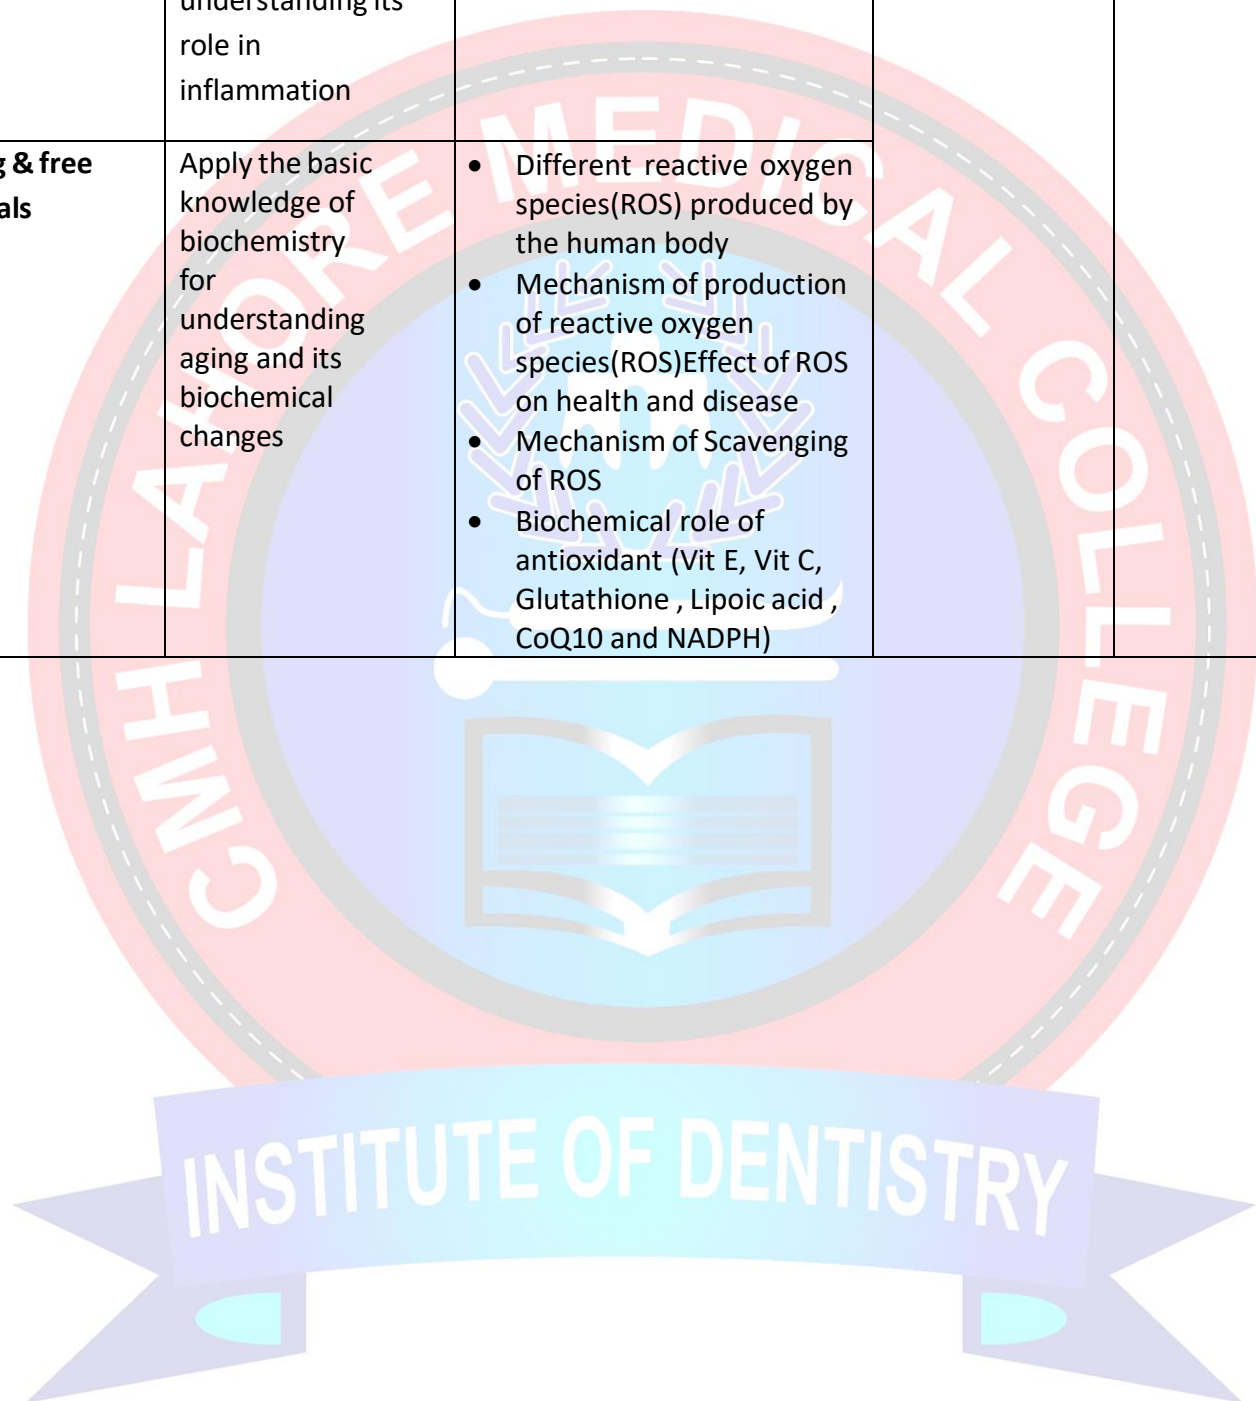 understanding its
role in
inflammation
g & free
als
Apply the basic
knowledge of
biochemistry
for
understanding
aging and its
biochemical
changes
• Different reactive oxygen
species(ROS) produced by
the human body
• Mechanism of production
of reactive oxygen
species(ROS)Effect of ROS
on health and disease
• Mechanism of Scavenging
of ROS
• Biochemical role of
antioxidant (Vit E, Vit C,
Glutathione , Lipoic acid ,
CoQ10 and NADPH)
CMH LAHORE MEDICAL COLLEGE
INSTITUTE OF DENTISTRY